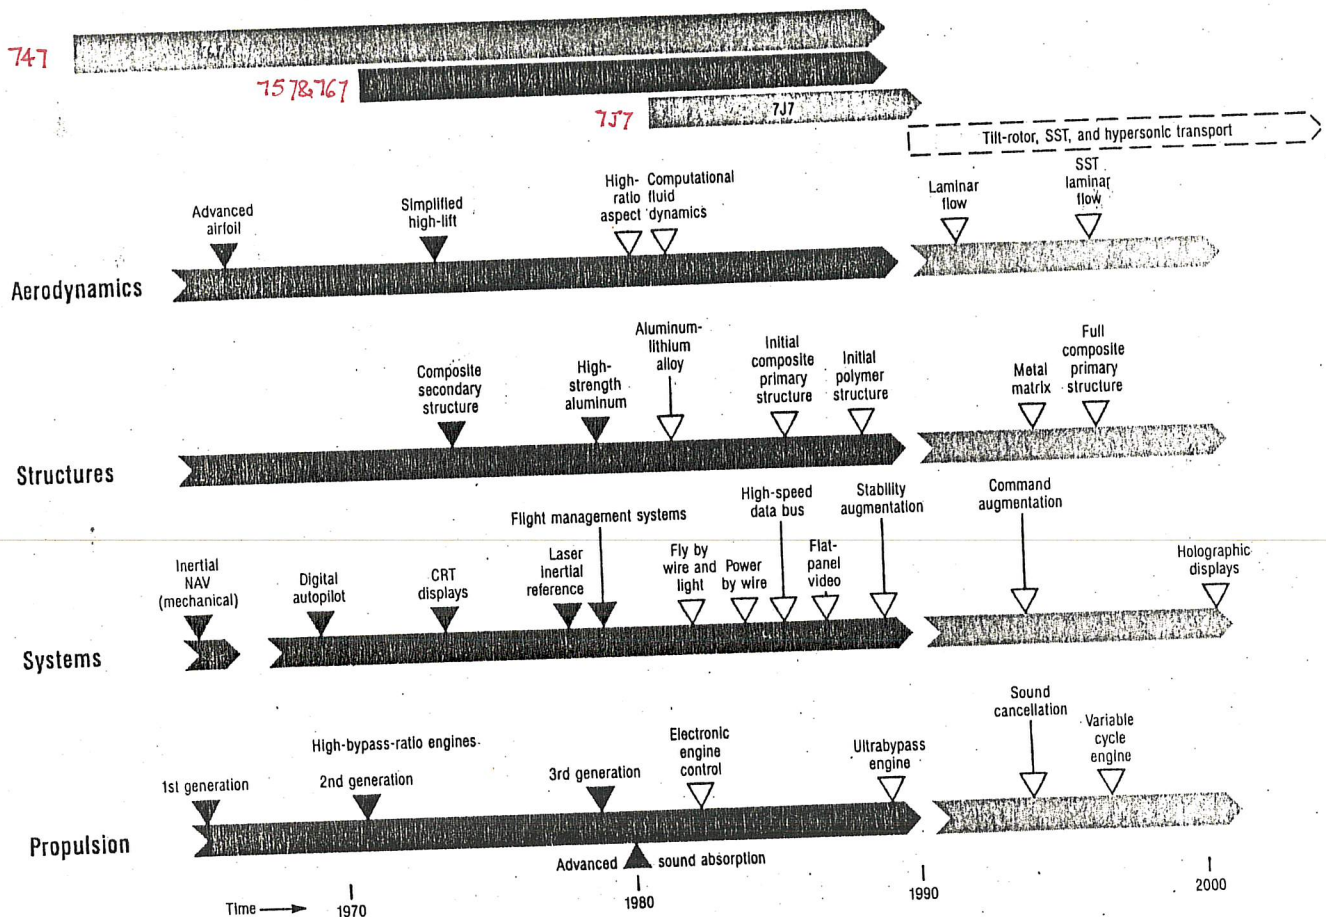 747
747
757&767
7J7
7J7
Tilt-rotor, SST, and hypersonic transport
Advanced
airfoil
Simplified
high-lift
High-
ratio
aspect
Computational
fluid
dynamics
Laminar
flow
SST
laminar
flow
Aerodynamics
Composite
secondary
structure
High-
strength
aluminum
Aluminum-
lithium
alloy
Initial
composite
primary
structure
Initial
polymer
structure
Metal
matrix
Full
composite
primary
structure
Structures
Inertial
NAV
(mechanical)
Digital
autopilot
CRT
displays
Laser
inertial
reference
Flight management systems
Fly by
wire and
light
Power
by wire
High-speed
data bus
Flat-
panel
video
Stability
augmentation
Command
augmentation
Holographic
displays
Systems
High-bypass-ratio engines
1st generation
2nd generation
3rd generation
Electronic
engine
control
Ultrabypass
engine
Sound
cancellation
Variable
cycle
engine
Propulsion
Advanced sound absorption
Time
1970
1980
1990
2000